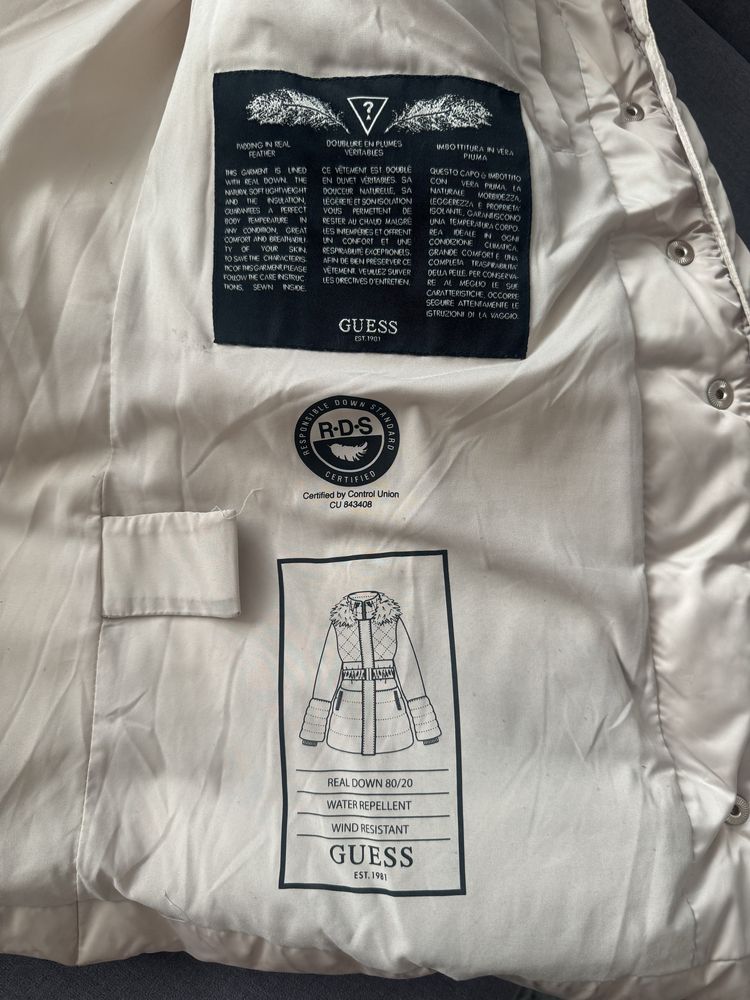 ?
PADDING IN REAL
FEATHER
THIS GARMENT IS LINED
WITH REAL DOWN. THE
NATURAL SOFT LIGHTWEIGHT
AND THE INSULATION,
GUARANTEES A PERFECT
BODY TEMPERATURE IN
ANY CONDITION, GREAT
COMFORT AND BREATHABILI-
TY OF YOUR SKIN.
TO SAVE THE CHARACTERIS-
TIC OF THIS GARMENT, PLEASE
FOLLOW THE CARE INSTRUC-
TIONS, SEWN INSIDE.
DOUBLURE EN PLUMES
VÉRITABLES
CE VÊTEMENT EST DOUBLÉ
EN DUVET VÉRITABLES. SA
DOUCEUR NATURELLE, SA
LÉGÈRETÉ ET SON ISOLATION
VOUS PERMETTENT DE
RESTER AU CHAUD MALGRÉ
LES INTEMPÉRIES ET OFFRENT
UN CONFORT ET UNE
RESPIRABILITÉ EXCEPTIONNELS.
AFIN DE BIEN PRÉSERVER CE
VÊTEMENT, VEUILLEZ SUIVER
LES DIRECTIVES D'ENTRETIEN.
IMBOTTITURA IN VERA
PIUMA
QUESTO CAPO É IMBOTTITO
CON VERA PIUMA, LA
NATURALE MORBIDEZZA,
LEGGEREZZA E PROPRIETA'
ISOLANTE, GARANTISCONO
UNA TEMPERATURA CORPO-
REA IDEALE IN OGNI
CONDIZIONE CLIMATICA,
GRANDE COMFORT E UNA
COMPLETA TRASPIRABILITA'
DELLA PELLE. PER CONSERVA-
RE AL MEGLIO LE SUE
CARATTERISTICHE, OCCORRE
SEGUIRE ATTENTAMENTE LE
ISTRUZIONI DI LA VAGGIO.
GUESS
EST. 1981
RESPONSIBLE DOWN STANDARD
R·D·S
CERTIFIED
Certified by Control Union
CU 843408
REAL DOWN 80/20
WATER REPELLENT
WIND RESISTANT
GUESS
EST. 1981